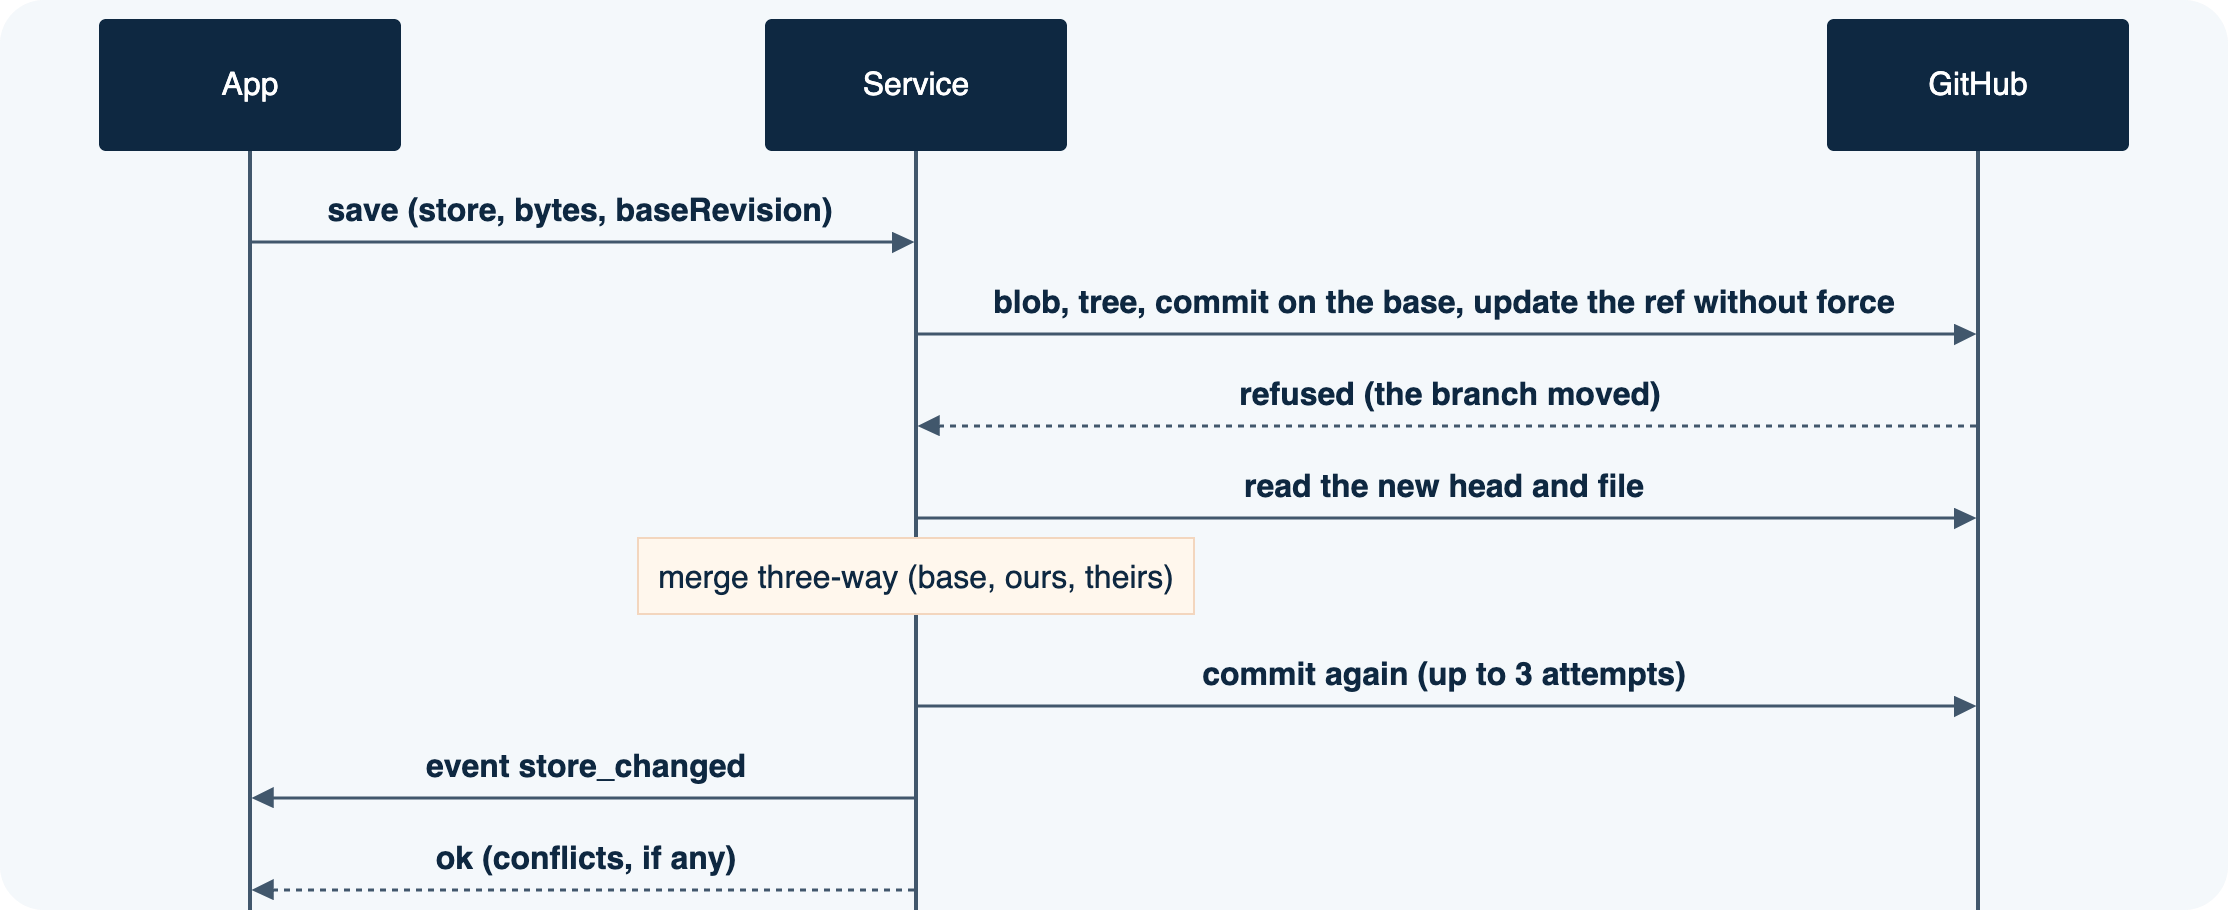 App
Service
GitHub
save (store, bytes, baseRevision)
blob, tree, commit on the base, update the ref without force
refused (the branch moved)
read the new head and file
merge three-way (base, ours, theirs)
commit again (up to 3 attempts)
event store_changed
ok (conflicts, if any)